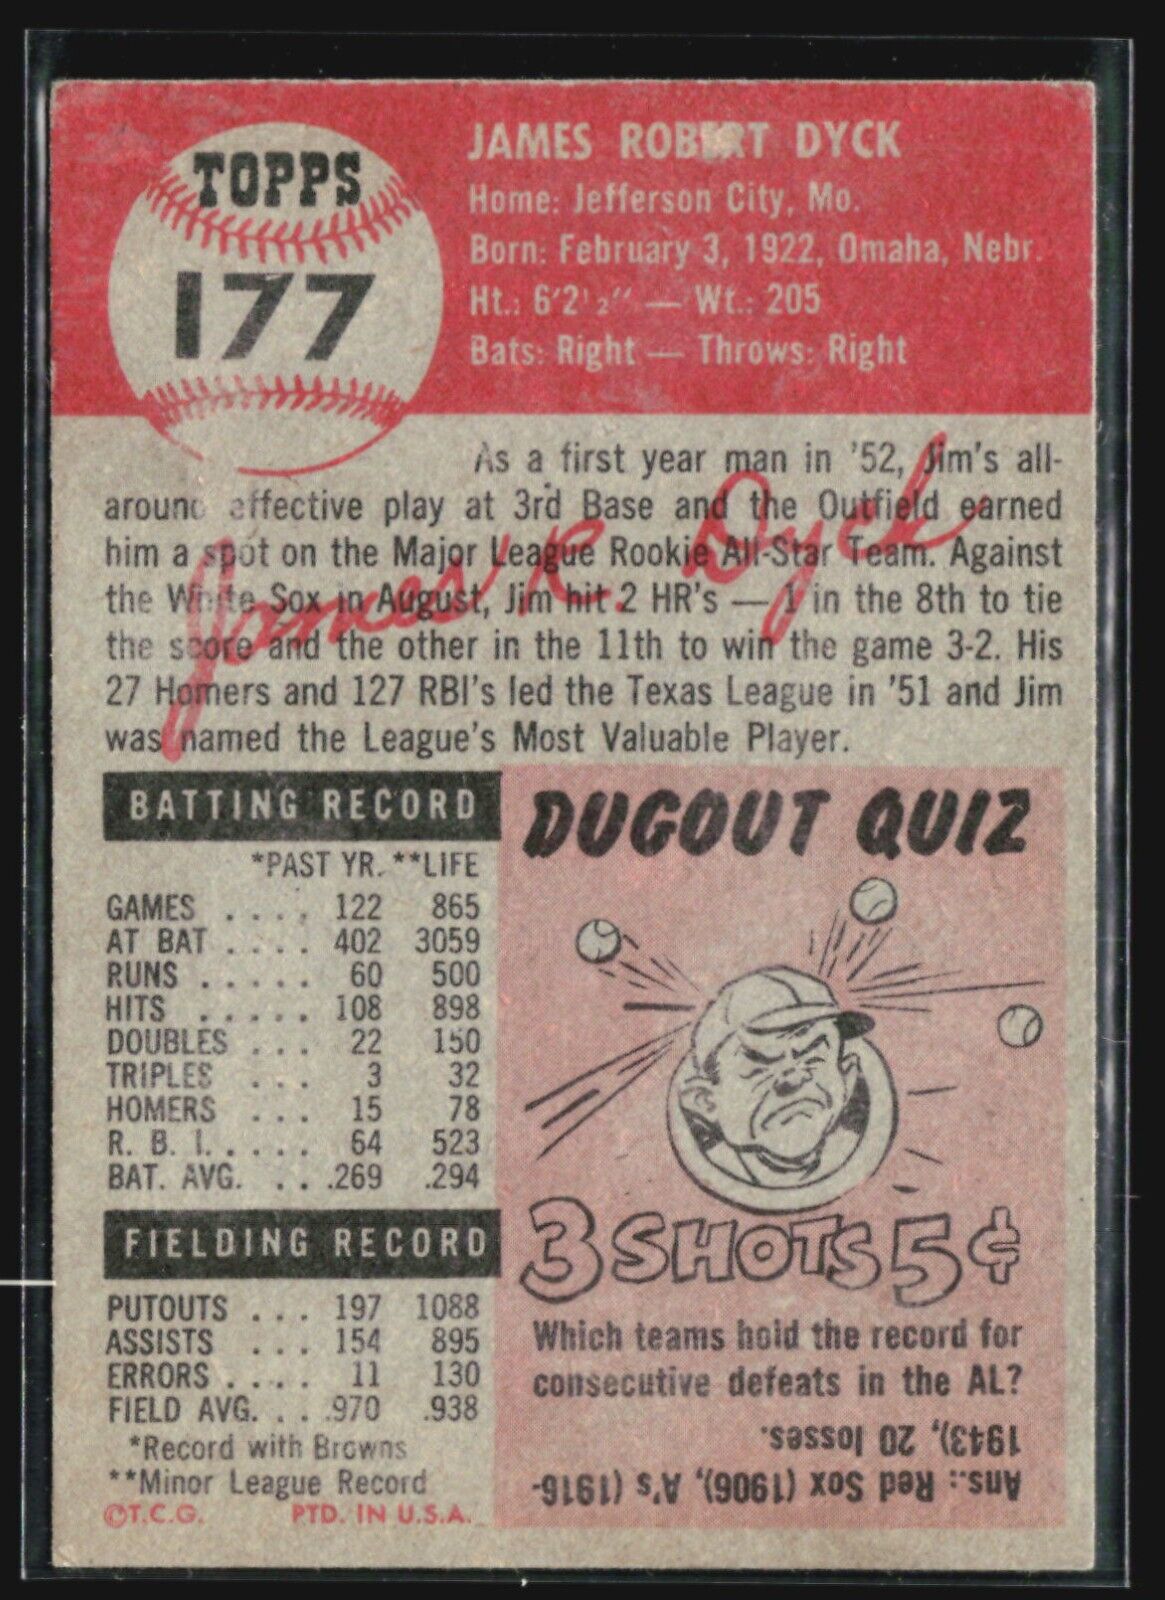 TOPPS
177
JAMES ROBERT DYCK
Home: Jefferson City, Mo.
Born: February 3, 1922, Omaha, Nebr.
Ht.: 6'2½" — Wt.: 205
Bats: Right — Throws: Right
As a first year man in '52, Jim's all-
around effective play at 3rd Base and the Outfield earned
him a spot on the Major League Rookie All-Star Team. Against
the White Sox in August, Jim hit 2 HR's — 1 in the 8th to tie
the score and the other in the 11th to win the game 3-2. His
27 Homers and 127 RBI's led the Texas League in '51 and Jim
was named the League's Most Valuable Player.
James R. Dyck
BATTING RECORD
*PAST YR. **LIFE
GAMES . . . . 122 865
AT BAT . . . . 402 3059
RUNS . . . . . 60 500
HITS . . . . . 108 898
DOUBLES . . . 22 150
TRIPLES . . . 3 32
HOMERS . . . 15 78
R. B. I. . . . . 64 523
BAT. AVG. . . .269 .294
FIELDING RECORD
PUTOUTS . . . 197 1088
ASSISTS . . . 154 895
ERRORS . . . . 11 130
FIELD AVG. . . .970 .938
*Record with Browns
**Minor League Record
©T.C.G. PTD. IN U.S.A.
DUGOUT QUIZ
3 SHOTS 5¢
Which teams hold the record for
consecutive defeats in the AL?
Ans.: Red Sox (1906), A's (1916-
1943), 20 losses.